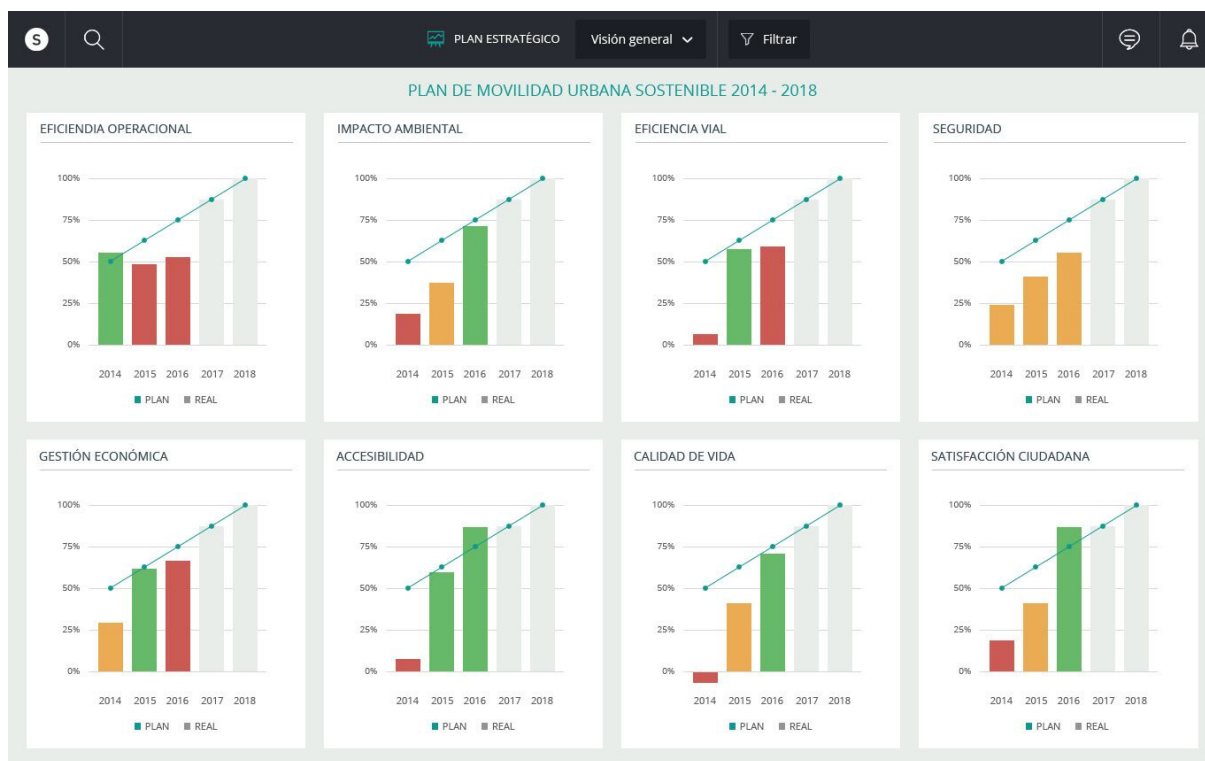 S PLAN ESTRATÉGICO Visión general Filtrar
PLAN DE MOVILIDAD URBANA SOSTENIBLE 2014 - 2018
EFICIENDIA OPERACIONAL
100%
75%
50%
25%
0%
2014 2015 2016 2017 2018
PLAN REAL
IMPACTO AMBIENTAL
100%
75%
50%
25%
0%
2014 2015 2016 2017 2018
PLAN REAL
EFICIENCIA VIAL
100%
75%
50%
25%
0%
2014 2015 2016 2017 2018
PLAN REAL
SEGURIDAD
100%
75%
50%
25%
0%
2014 2015 2016 2017 2018
PLAN REAL
GESTIÓN ECONÓMICA
100%
75%
50%
25%
0%
2014 2015 2016 2017 2018
PLAN REAL
ACCESIBILIDAD
100%
75%
50%
25%
0%
2014 2015 2016 2017 2018
PLAN REAL
CALIDAD DE VIDA
100%
75%
50%
25%
0%
2014 2015 2016 2017 2018
PLAN REAL
SATISFACCIÓN CIUDADANA
100%
75%
50%
25%
0%
2014 2015 2016 2017 2018
PLAN REAL